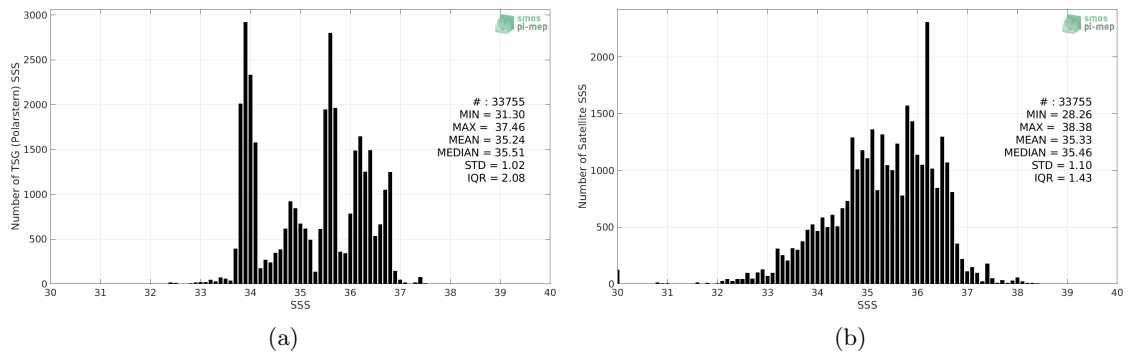 smos
pi-mep
3000
2500
2000
1500
1000
500
0
Number of TSG (Polarstern) SSS
# : 33755
MIN = 31.30
MAX = 37.46
MEAN = 35.24
MEDIAN = 35.51
STD = 1.02
IQR = 2.08
30 31 32 33 34 35 36 37 38 39 40
SSS
(a)
smos
pi-mep
2000
1500
1000
500
0
Number of Satellite SSS
# : 33755
MIN = 28.26
MAX = 38.38
MEAN = 35.33
MEDIAN = 35.46
STD = 1.10
IQR = 1.43
30 31 32 33 34 35 36 37 38 39 40
SSS
(b)